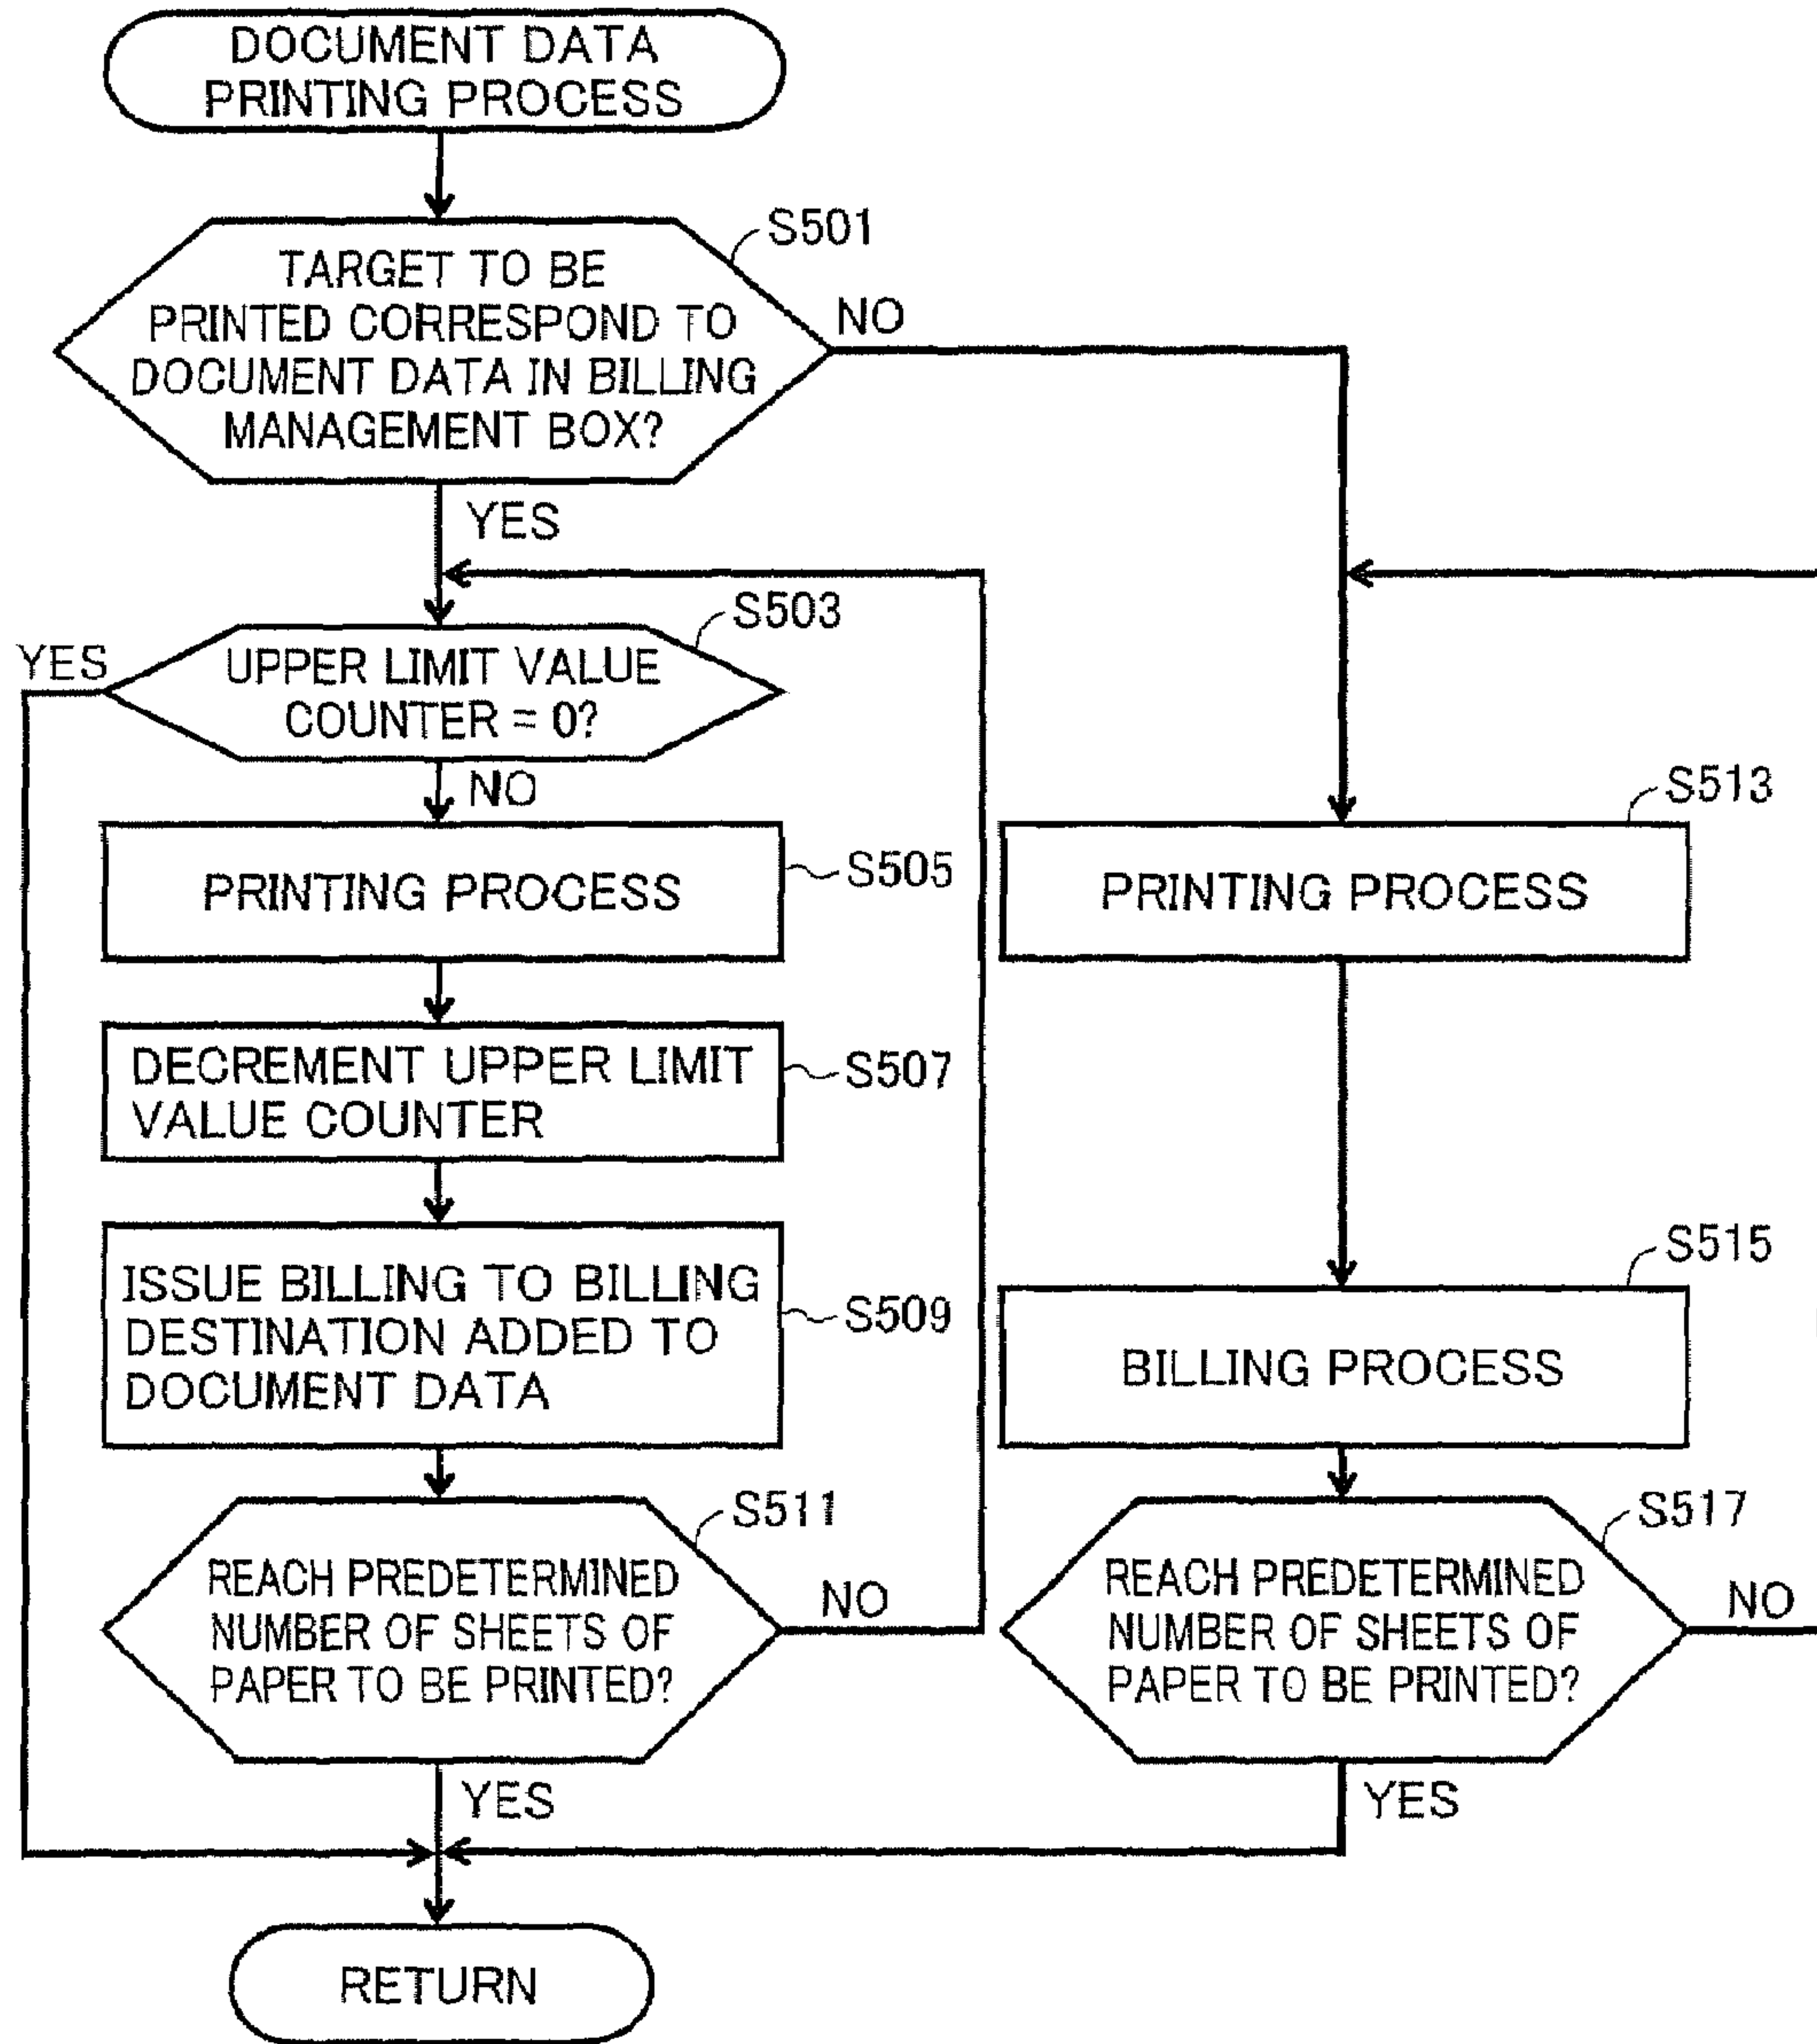 DOCUMENT DATA
PRINTING PROCESS
S501
TARGET TO BE
PRINTED CORRESPOND TO
DOCUMENT DATA IN BILLING
MANAGEMENT BOX?
NO
YES
S503
YES
UPPER LIMIT VALUE
COUNTER = 0?
NO
S505
PRINTING PROCESS
DECREMENT UPPER LIMIT
VALUE COUNTER
S507
ISSUE BILLING TO BILLING
DESTINATION ADDED TO
DOCUMENT DATA
S509
S511
REACH PREDETERMINED
NUMBER OF SHEETS OF
PAPER TO BE PRINTED?
NO
YES
S513
PRINTING PROCESS
S515
BILLING PROCESS
S517
REACH PREDETERMINED
NUMBER OF SHEETS OF
PAPER TO BE PRINTED?
NO
YES
RETURN